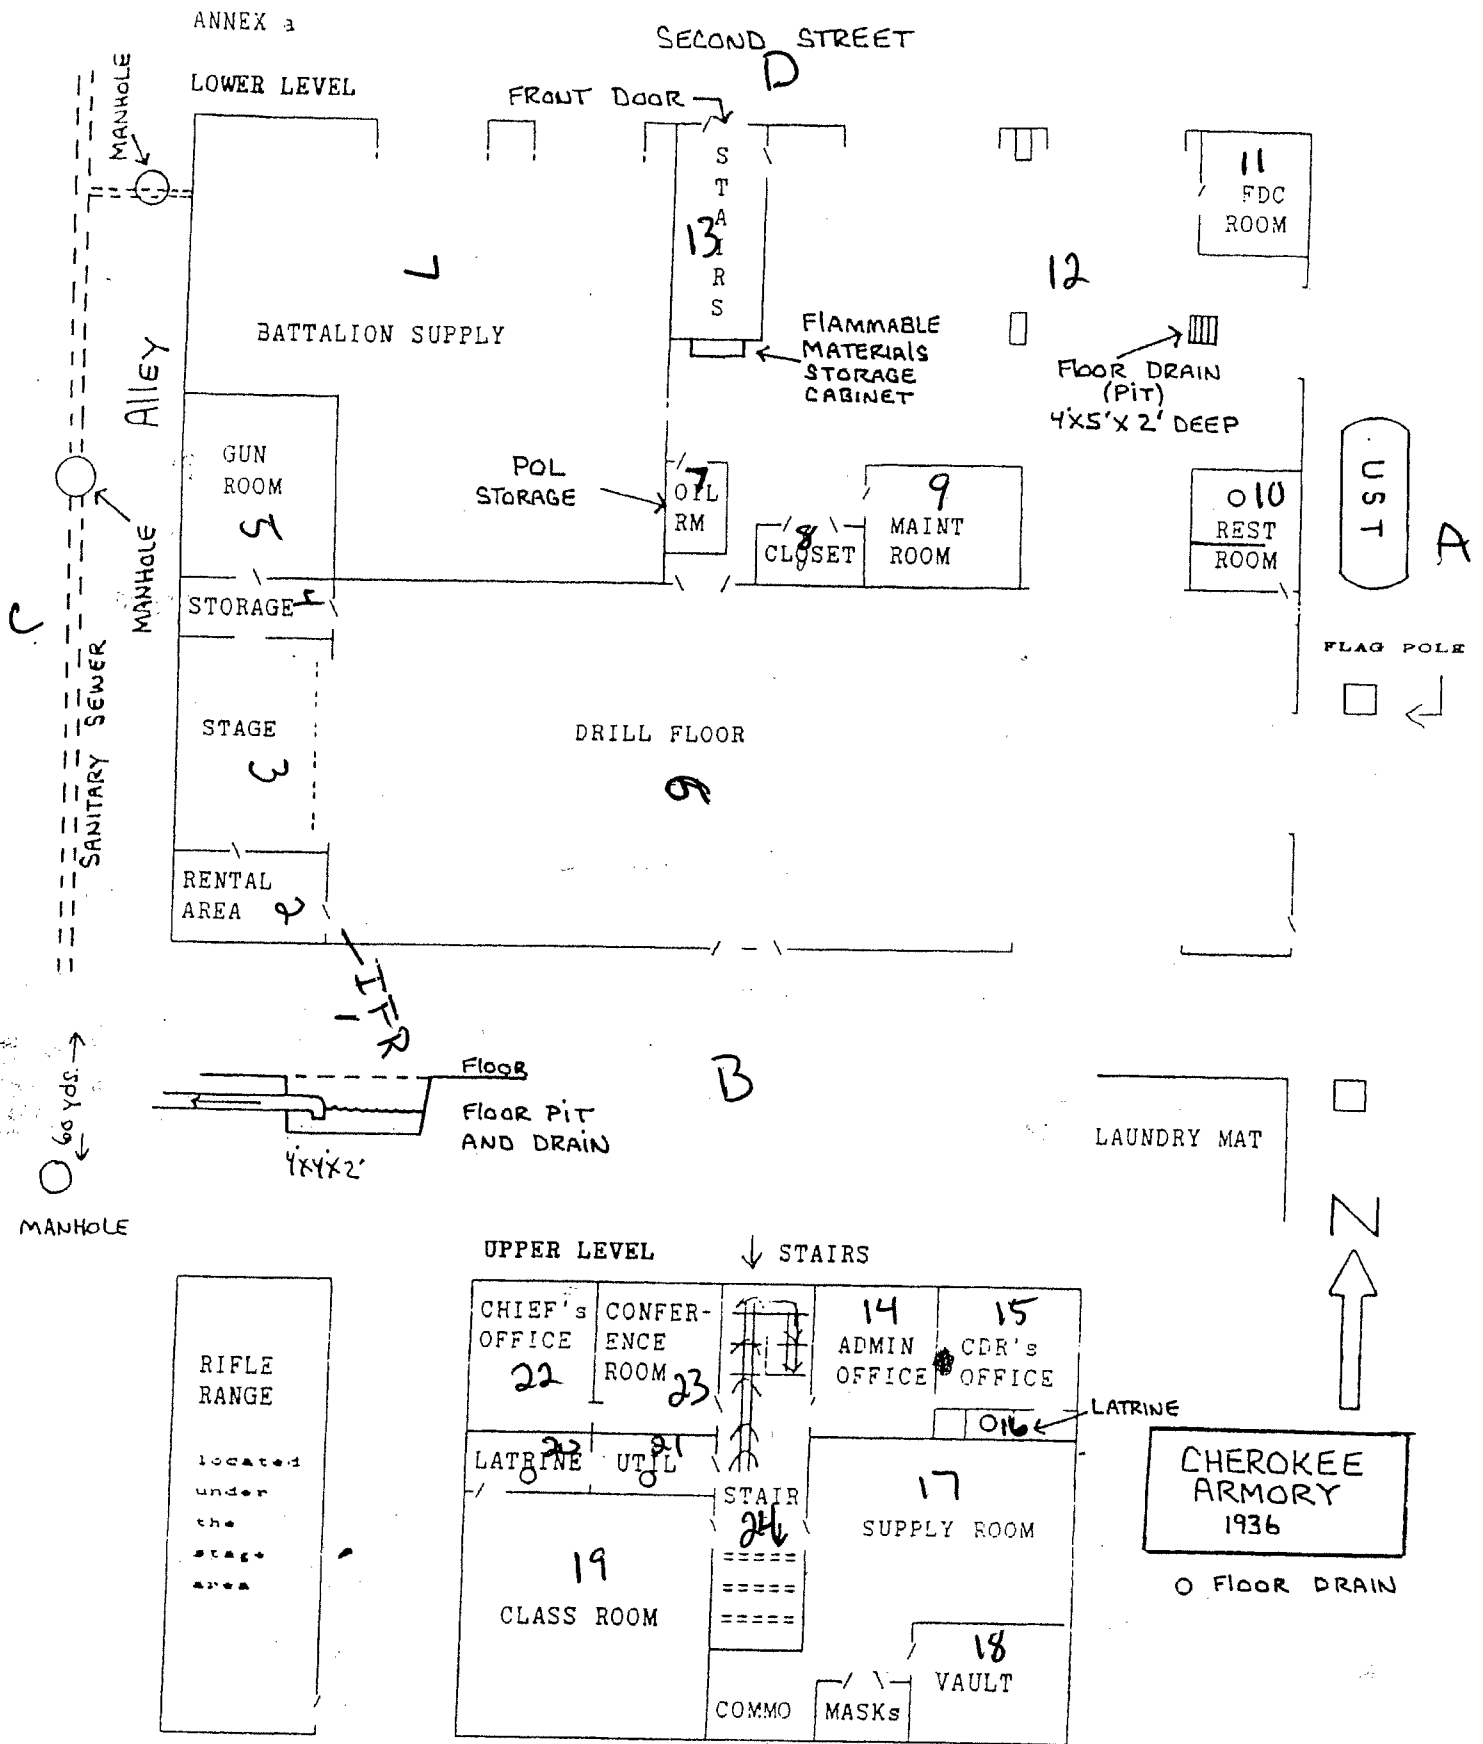 ANNEX a
SECOND STREET
D
LOWER LEVEL
FRONT DOOR
MANHOLE
STAIRS
13
11
FDC
ROOM
12
BATTALION SUPPLY
Alley
FlAMMABLE
MATERIAlS
STORAGE
CABINET
FlOOR DRAIN
(PiT)
4'X5'X2' DEEP
GUN
ROOM
5
POL
STORAGE
7
OIL
RM
8
CLOSET
9
MAINT
ROOM
10
REST
ROOM
UST
A
MANHOLE
C
STORAGE
SANITARY SEWER
FLAG POLE
STAGE
3
DRILL FLOOR
6
RENTAL
AREA 2
IFR
1
60 yds.
FlOOR
FlOOR PiT
AND DRAIN
4'X4'X2'
B
LAUNDRY MAT
MANHOLE
N
UPPER LEVEL
STAIRS
CHIEF's
OFFICE
22
CONFER-
ENCE
ROOM 23
14
ADMIN
OFFICE
15
CDR's
OFFICE
RIFLE
RANGE
located
under
the
stage
area
LATRINE
16
LATRINE
UTIL
21
STAIR
24
17
SUPPLY ROOM
CHEROKEE
ARMORY
1936
FlOOR DRAIN
19
CLASS ROOM
18
VAULT
COMMO
MASKs